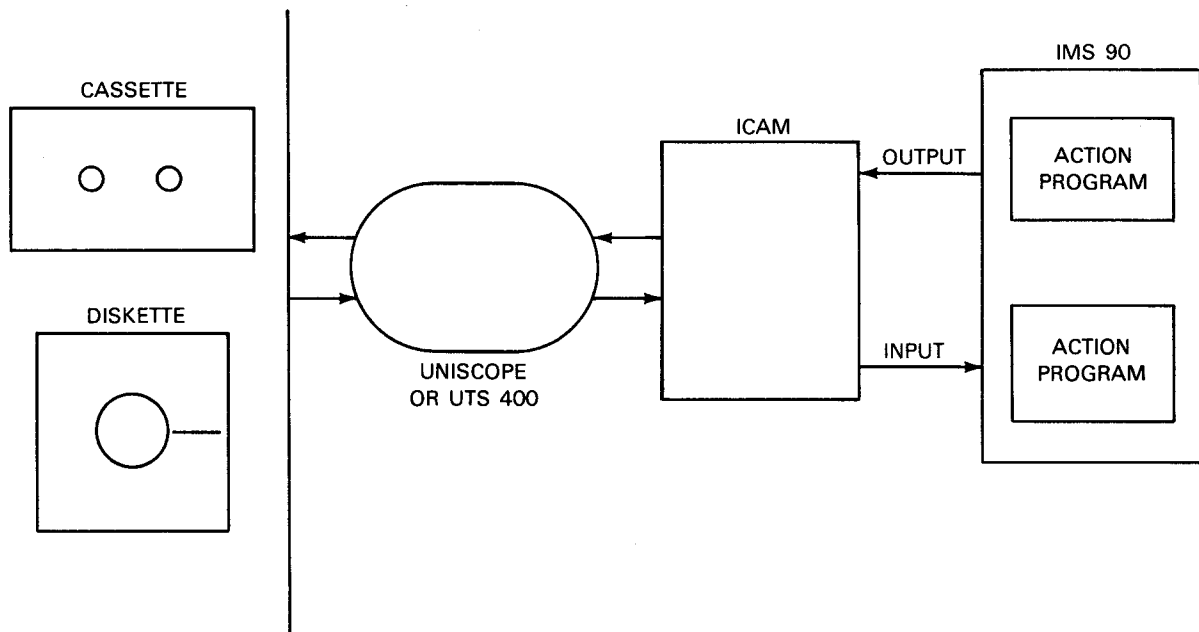 CASSETTE
DISKETTE
UNISCOPE
OR UTS 400
ICAM
OUTPUT
INPUT
IMS 90
ACTION
PROGRAM
ACTION
PROGRAM